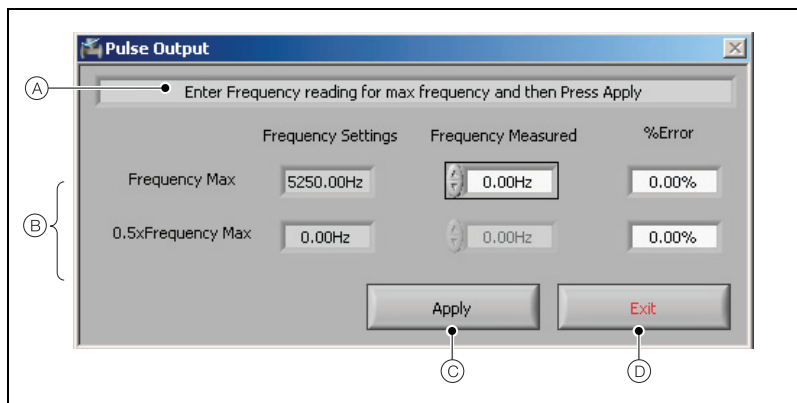 Pulse Output
A
Enter Frequency reading for max frequency and then Press Apply
Frequency Settings Frequency Measured %Error
B
Frequency Max 5250.00Hz 0.00Hz 0.00%
0.5xFrequency Max 0.00Hz 0.00Hz 0.00%
Apply Exit
C D